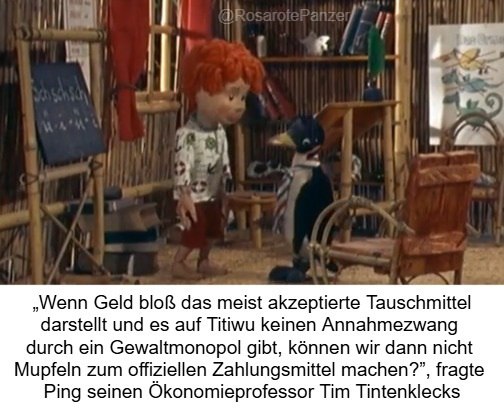 @RosarotePanzer
„Wenn Geld bloß das meist akzeptierte Tauschmittel
darstellt und es auf Titiwu keinen Annahmezwang
durch ein Gewaltmonopol gibt, können wir dann nicht
Mupfeln zum offiziellen Zahlungsmittel machen?”, fragte
Ping seinen Ökonomieprofessor Tim Tintenklecks